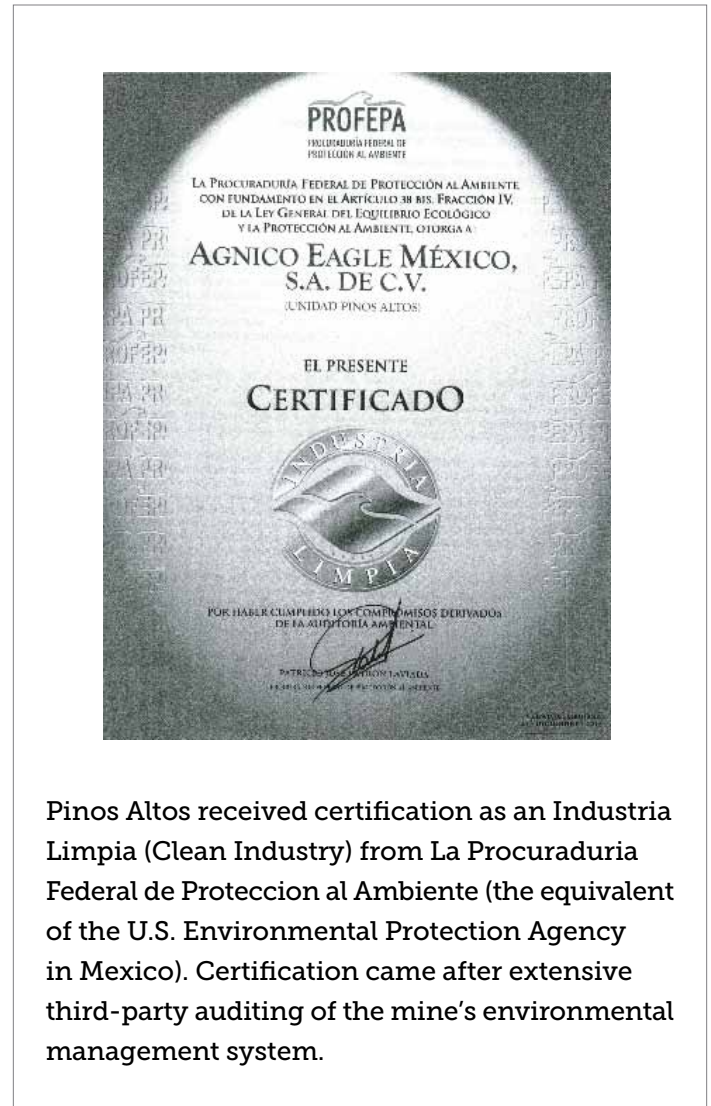 PROFEPA
PROCURADURÍA FEDERAL DE
PROTECCIÓN AL AMBIENTE
LA PROCURADURÍA FEDERAL DE PROTECCIÓN AL AMBIENTE
CON FUNDAMENTO EN EL ARTÍCULO 38 BIS. FRACCIÓN IV.
DE LA LEY GENERAL DEL EQUILIBRIO ECOLÓGICO
Y LA PROTECCIÓN AL AMBIENTE, OTORGA A
AGNICO EAGLE MÉXICO,
S.A. DE C.V.
(UNIDAD PINOS ALTOS)
EL PRESENTE
CERTIFICADO
INDUSTRIA
LIMPIA
POR HABER CUMPLIDO LOS COMPROMISOS DERIVADOS
DE LA AUDITORÍA AMBIENTAL
Pinos Altos received certification as an Industria
Limpia (Clean Industry) from La Procuraduria
Federal de Proteccion al Ambiente (the equivalent
of the U.S. Environmental Protection Agency
in Mexico). Certification came after extensive
third-party auditing of the mine’s environmental
management system.